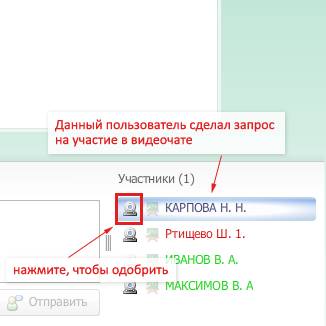 Данный пользователь сделал запрос
на участие в видеочате
Участники (1)
КАРПОВА Н. Н.
Ртищево Ш. 1.
ИВАНОВ В. А.
нажмите, чтобы одобрить
МАКСИМОВ В. А
Отправить